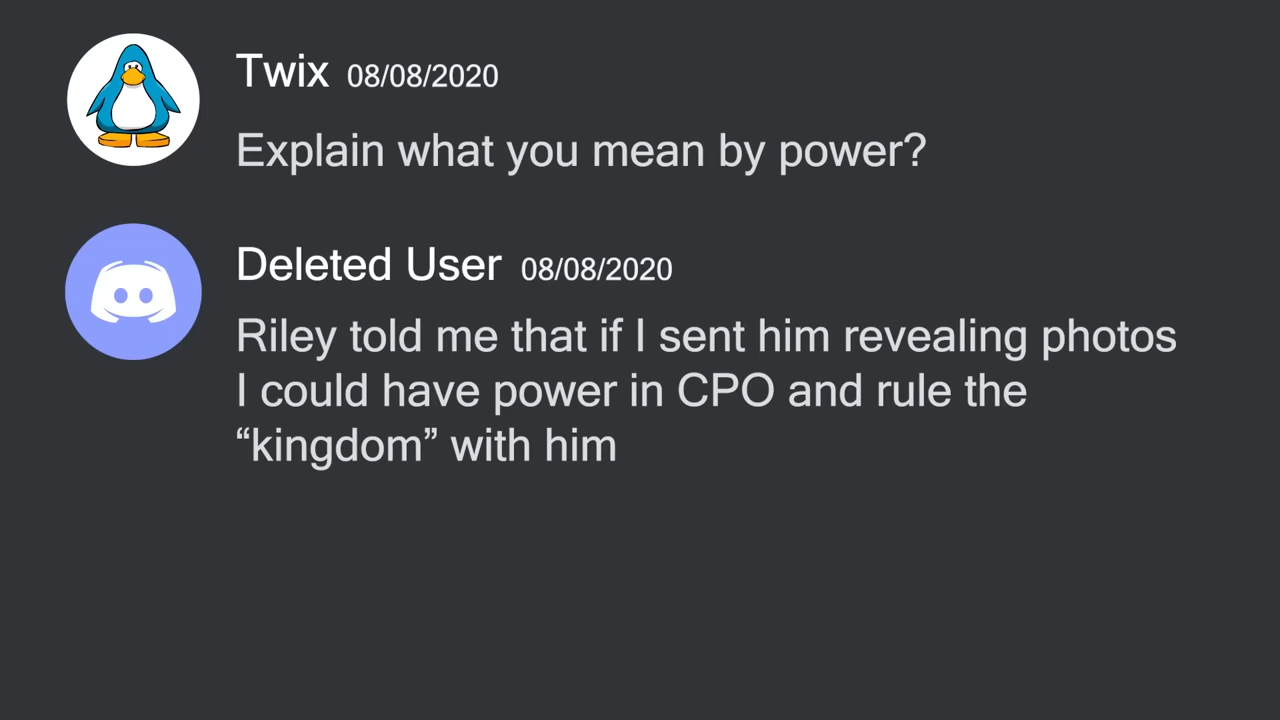 Twix 08/08/2020
Explain what you mean by power?
Deleted User 08/08/2020
Riley told me that if I sent him revealing photos
I could have power in CPO and rule the
“kingdom” with him